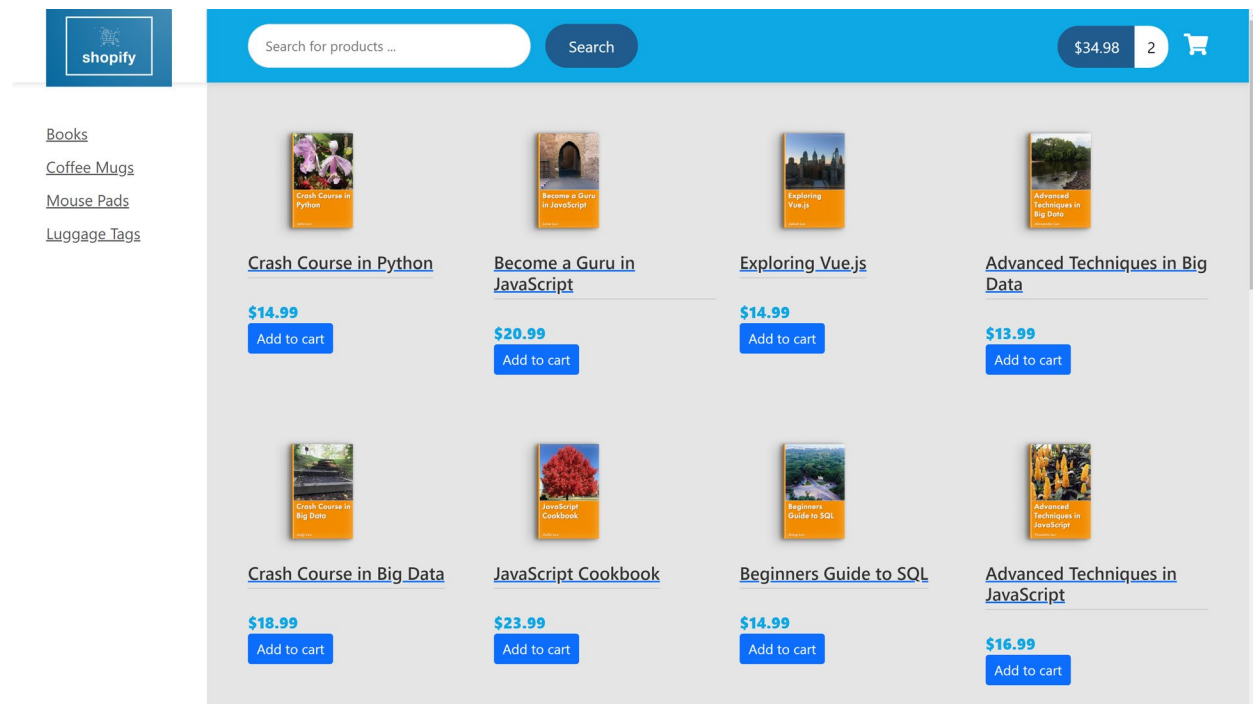 shopify
Search for products ...
Search
$34.98
2
Books
Coffee Mugs
Mouse Pads
Luggage Tags
Crash Course in
Python
Become a Guru
in JavaScript
Exploring
Vue.js
Advanced
Techniques in
Big Data
Crash Course in Python
Become a Guru in
JavaScript
Exploring Vue.js
Advanced Techniques in Big
Data
$14.99
Add to cart
$20.99
Add to cart
$14.99
Add to cart
$13.99
Add to cart
Crash Course in
Big Data
JavaScript
Cookbook
Beginners
Guide to SQL
Advanced
Techniques in
JavaScript
Crash Course in Big Data
JavaScript Cookbook
Beginners Guide to SQL
Advanced Techniques in
JavaScript
$18.99
Add to cart
$23.99
Add to cart
$14.99
Add to cart
$16.99
Add to cart